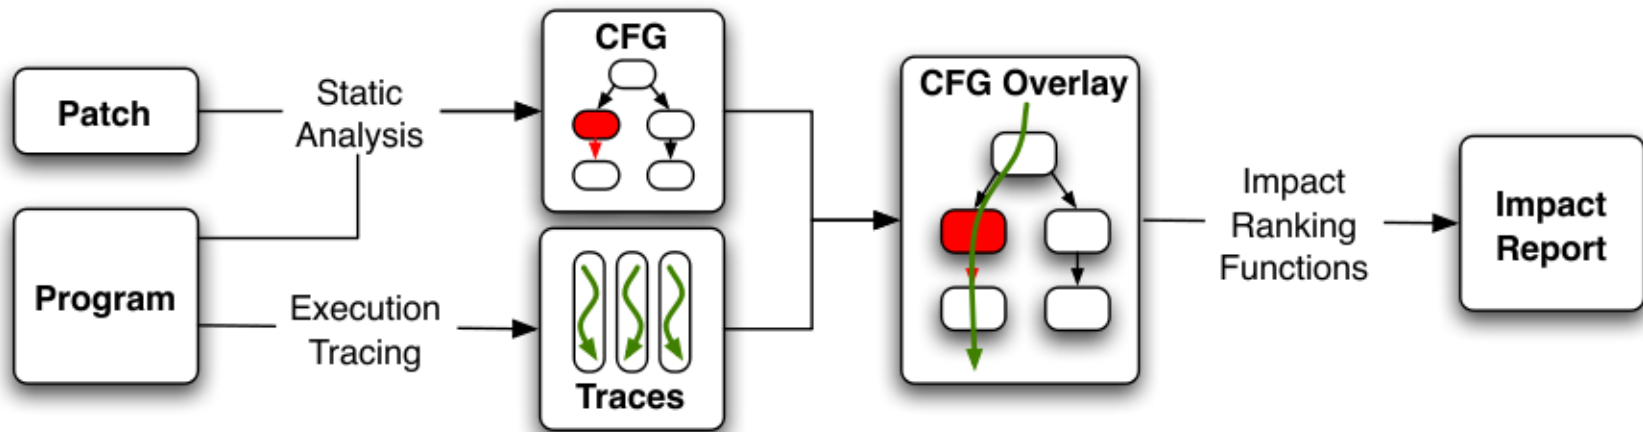 Patch
Static
Analysis
CFG
Program
Execution
Tracing
Traces
CFG Overlay
Impact
Ranking
Functions
Impact
Report